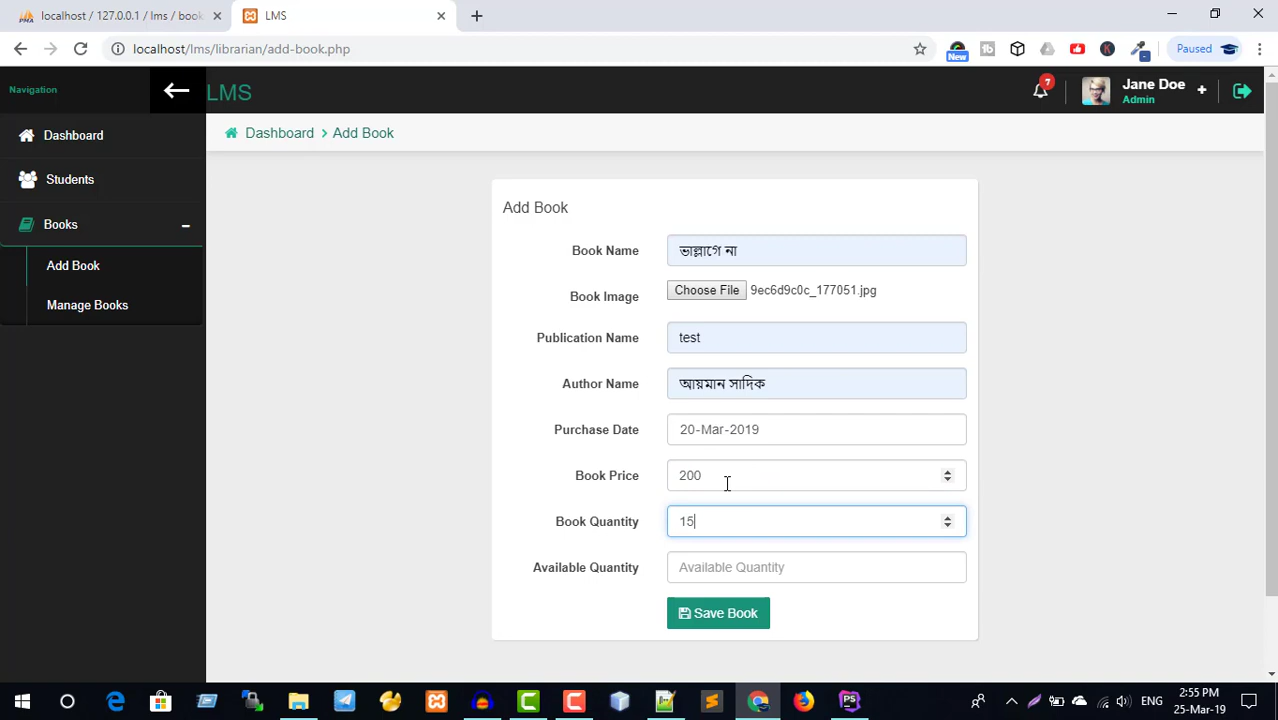 localhost / 127.0.0.1 / lms / book
LMS
localhost/lms/librarian/add-book.php
New
Paused
Navigation
LMS
7
Jane Doe
Admin
Dashboard
Dashboard > Add Book
Students
Books
Add Book
Manage Books
Add Book
Book Name
ভাল্লাগে না
Book Image
Choose File 9ec6d9c0c_177051.jpg
Publication Name
test
Author Name
আয়মান সাদিক
Purchase Date
20-Mar-2019
Book Price
200
Book Quantity
15
Available Quantity
Available Quantity
Save Book
ENG
2:55 PM
25-Mar-19